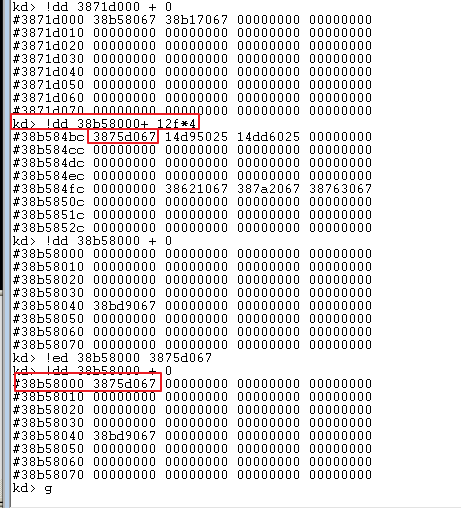 kd> !dd 3871d000 + 0
#3871d000 38b58067 38b17067 00000000 00000000
#3871d010 00000000 00000000 00000000 00000000
#3871d020 00000000 00000000 00000000 00000000
#3871d030 00000000 00000000 00000000 00000000
#3871d040 00000000 00000000 00000000 00000000
#3871d050 00000000 00000000 00000000 00000000
#3871d060 00000000 00000000 00000000 00000000
#3871d070 00000000 00000000 00000000 00000000
kd> !dd 38b58000+ 12f*4
#38b584bc 3875d067 14d95025 14dd6025 00000000
#38b584cc 00000000 00000000 00000000 00000000
#38b584dc 00000000 00000000 00000000 00000000
#38b584ec 00000000 00000000 00000000 00000000
#38b584fc 00000000 38621067 387a2067 38763067
#38b5850c 00000000 00000000 00000000 00000000
#38b5851c 00000000 00000000 00000000 00000000
#38b5852c 00000000 00000000 00000000 00000000
kd> !dd 38b58000 + 0
#38b58000 00000000 00000000 00000000 00000000
#38b58010 00000000 00000000 00000000 00000000
#38b58020 00000000 00000000 00000000 00000000
#38b58030 00000000 00000000 00000000 00000000
#38b58040 38bd9067 00000000 00000000 00000000
#38b58050 00000000 00000000 00000000 00000000
#38b58060 00000000 00000000 00000000 00000000
#38b58070 00000000 00000000 00000000 00000000
kd> !ed 38b58000 3875d067
kd> !dd 38b58000 + 0
#38b58000 3875d067 00000000 00000000 00000000
#38b58010 00000000 00000000 00000000 00000000
#38b58020 00000000 00000000 00000000 00000000
#38b58030 00000000 00000000 00000000 00000000
#38b58040 38bd9067 00000000 00000000 00000000
#38b58050 00000000 00000000 00000000 00000000
#38b58060 00000000 00000000 00000000 00000000
#38b58070 00000000 00000000 00000000 00000000
kd> g